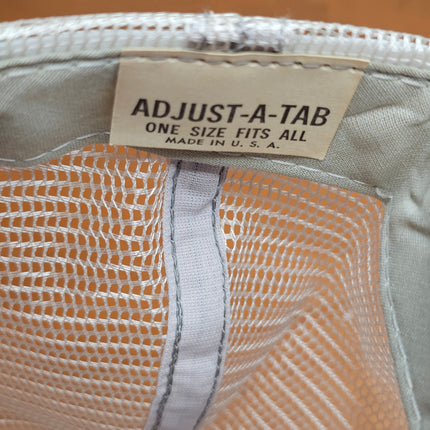 ADJUST-A-TAB
ONE SIZE FITS ALL
MADE IN U. S. A.